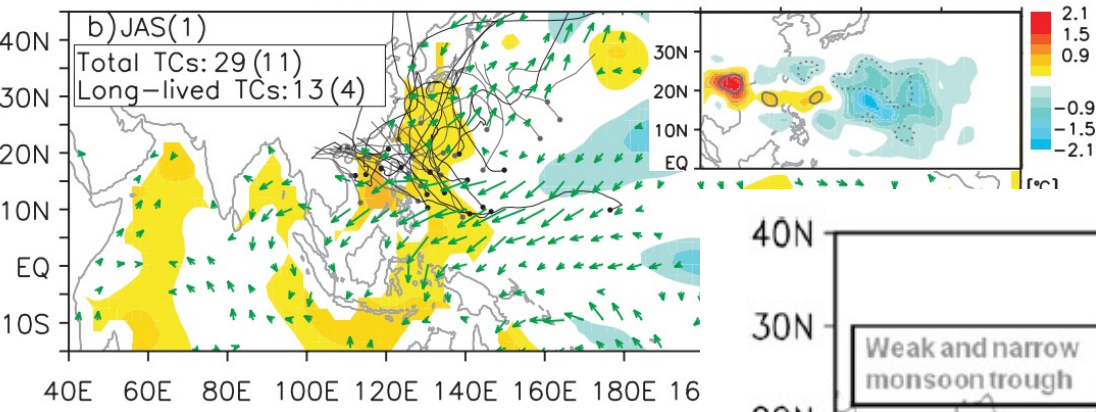 b)JAS(1)
Total TCs: 29(11)
Long-lived TCs:13(4)
40N
30N
20N
10N
EQ
10S
40E 60E 80E 100E 120E 140E 160E 180E 16
30N
20N
10N
EQ
2.1
1.5
0.9
-0.9
-1.5
-2.1
[°C]
40N
30N
Weak and narrow
monsoon trough